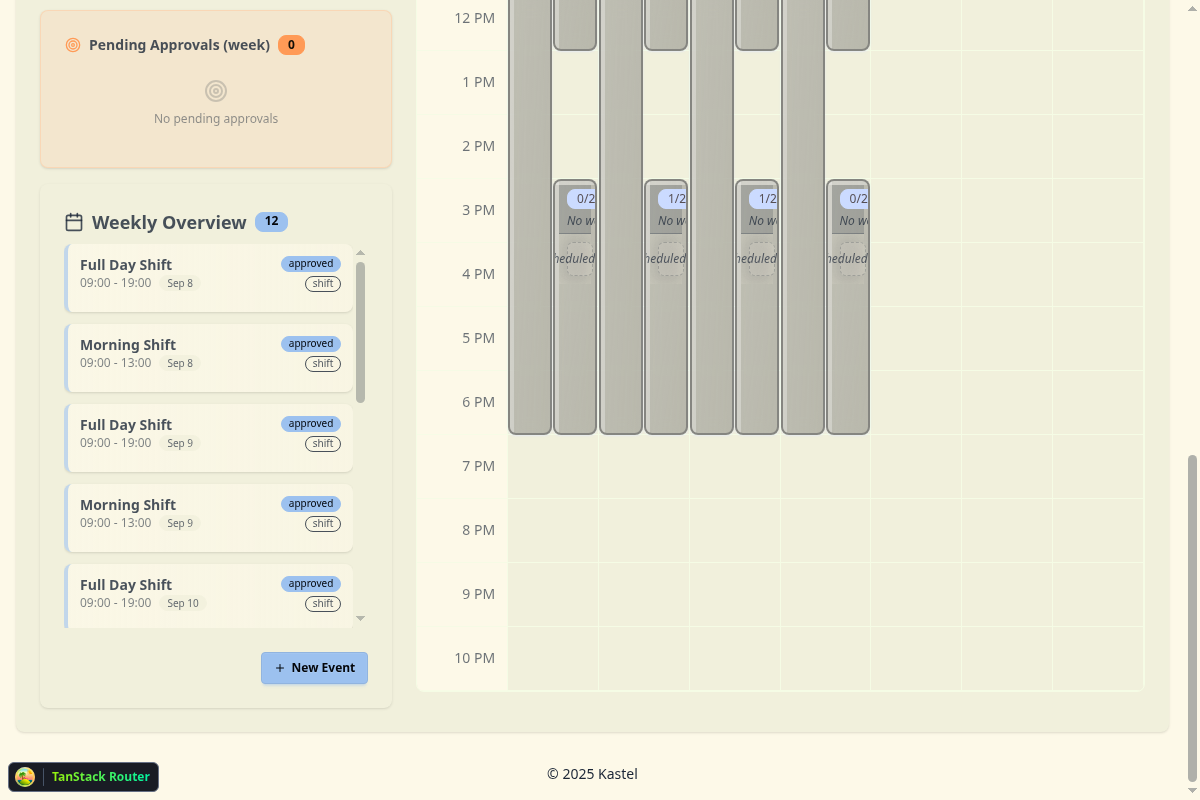 Pending Approvals (week) 0
No pending approvals
Weekly Overview 12
Full Day Shift approved
09:00 - 19:00 Sep 8 shift
Morning Shift approved
09:00 - 13:00 Sep 8 shift
Full Day Shift approved
09:00 - 19:00 Sep 9 shift
Morning Shift approved
09:00 - 13:00 Sep 9 shift
Full Day Shift approved
09:00 - 19:00 Sep 10 shift
+ New Event
12 PM
1 PM
2 PM
3 PM
4 PM
5 PM
6 PM
7 PM
8 PM
9 PM
10 PM
0/2
No w
heduled
1/2
No w
heduled
1/2
No w
heduled
0/2
No w
heduled
TanStack Router
© 2025 Kastel